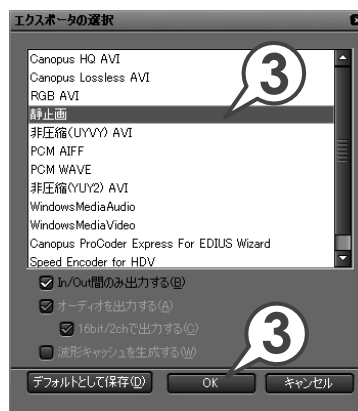 エクスポータの選択
Canopus HQ AVI
Canopus Lossless AVI
RGB AVI
静止画
非圧縮(UYVY) AVI
PCM AIFF
PCM WAVE
非圧縮(YUY2) AVI
WindowsMediaAudio
WindowsMediaVideo
Canopus ProCoder Express For EDIUS Wizard
Speed Encoder for HDV
3
In/Out間のみ出力する(B)
オーディオを出力する(A)
16bit/2chで出力する(C)
波形キャッシュを生成する(W)
3
デフォルトとして保存(D) OK キャンセル